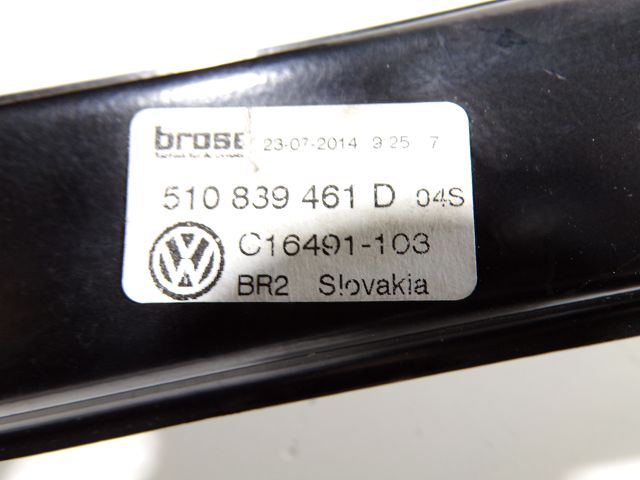 brose 23-07-2014 9 25 7
510 839 461 D 04S
C16491-103
BR2 Slovakia